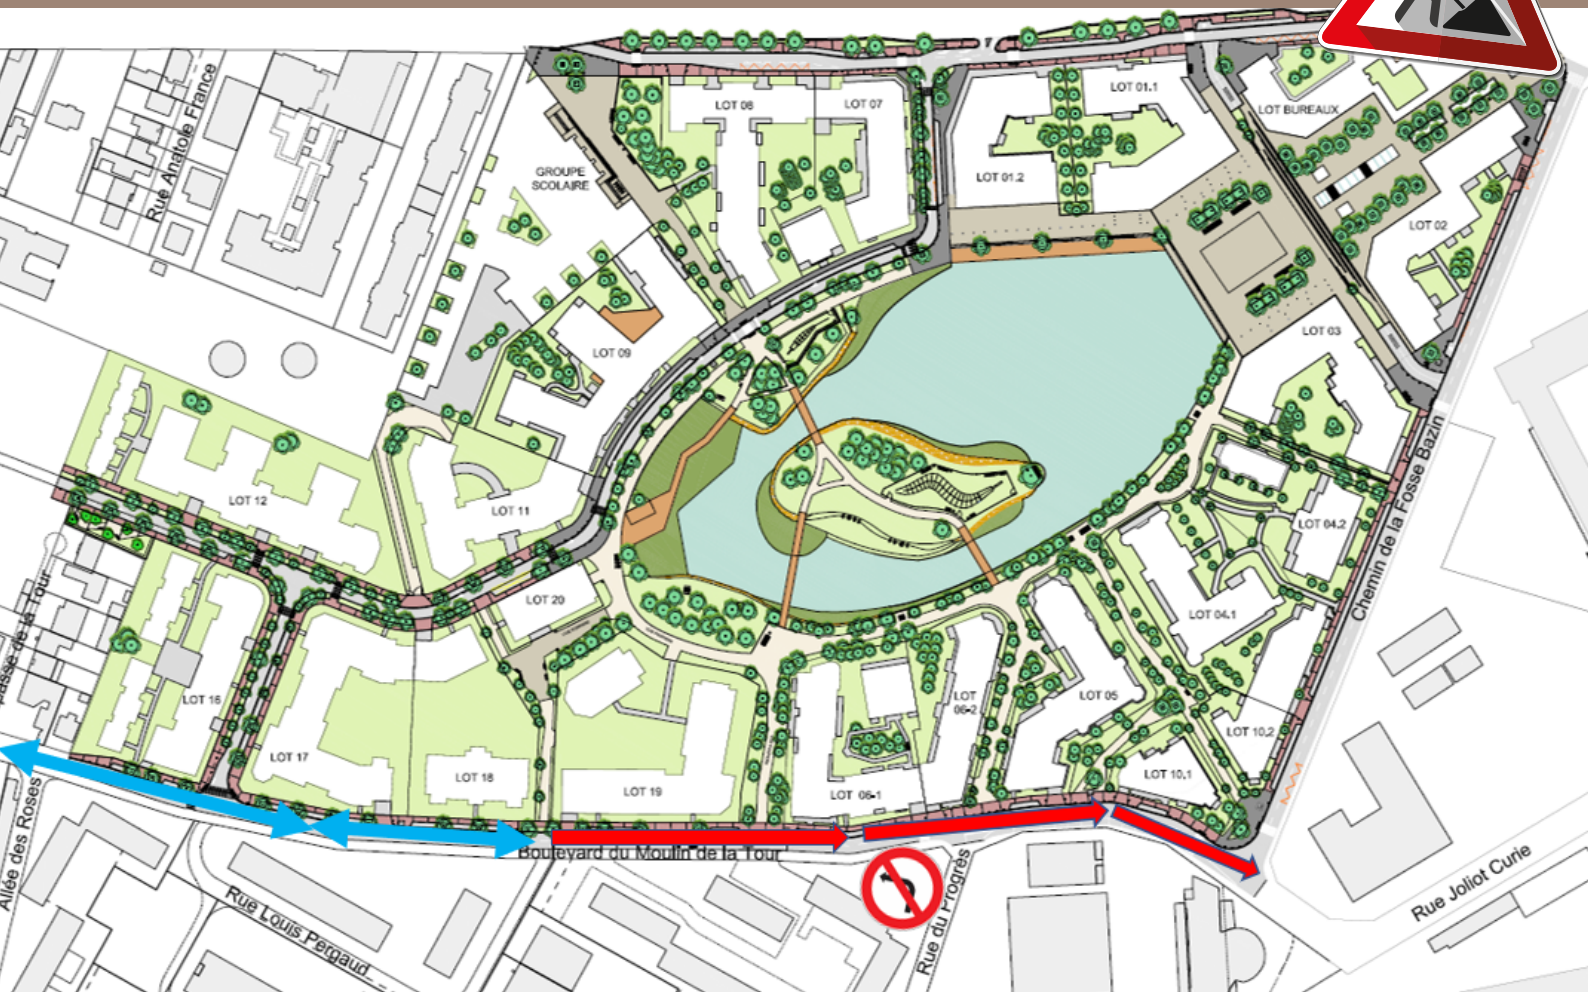 Rue Anatole France
GROUPE
SCOLAIRE
LOT 08
LOT 07
LOT 01.1
LOT BUREAUX
LOT 01.2
LOT 02
LOT 03
LOT 09
LOT 12
LOT 11
LOT 04.2
LOT 20
LOT 04.1
Chemin de la Fosse Bazin
de la Tour
LOT 16
LOT
06-2
LOT 05
LOT 17
LOT 18
LOT 19
LOT 06-1
LOT 10.1
LOT 10.2
Allée des Roses
Boulevard du Moulin de la Tour
Rue Louis Pergaud
Rue du Progrès
Rue Joliot Curie